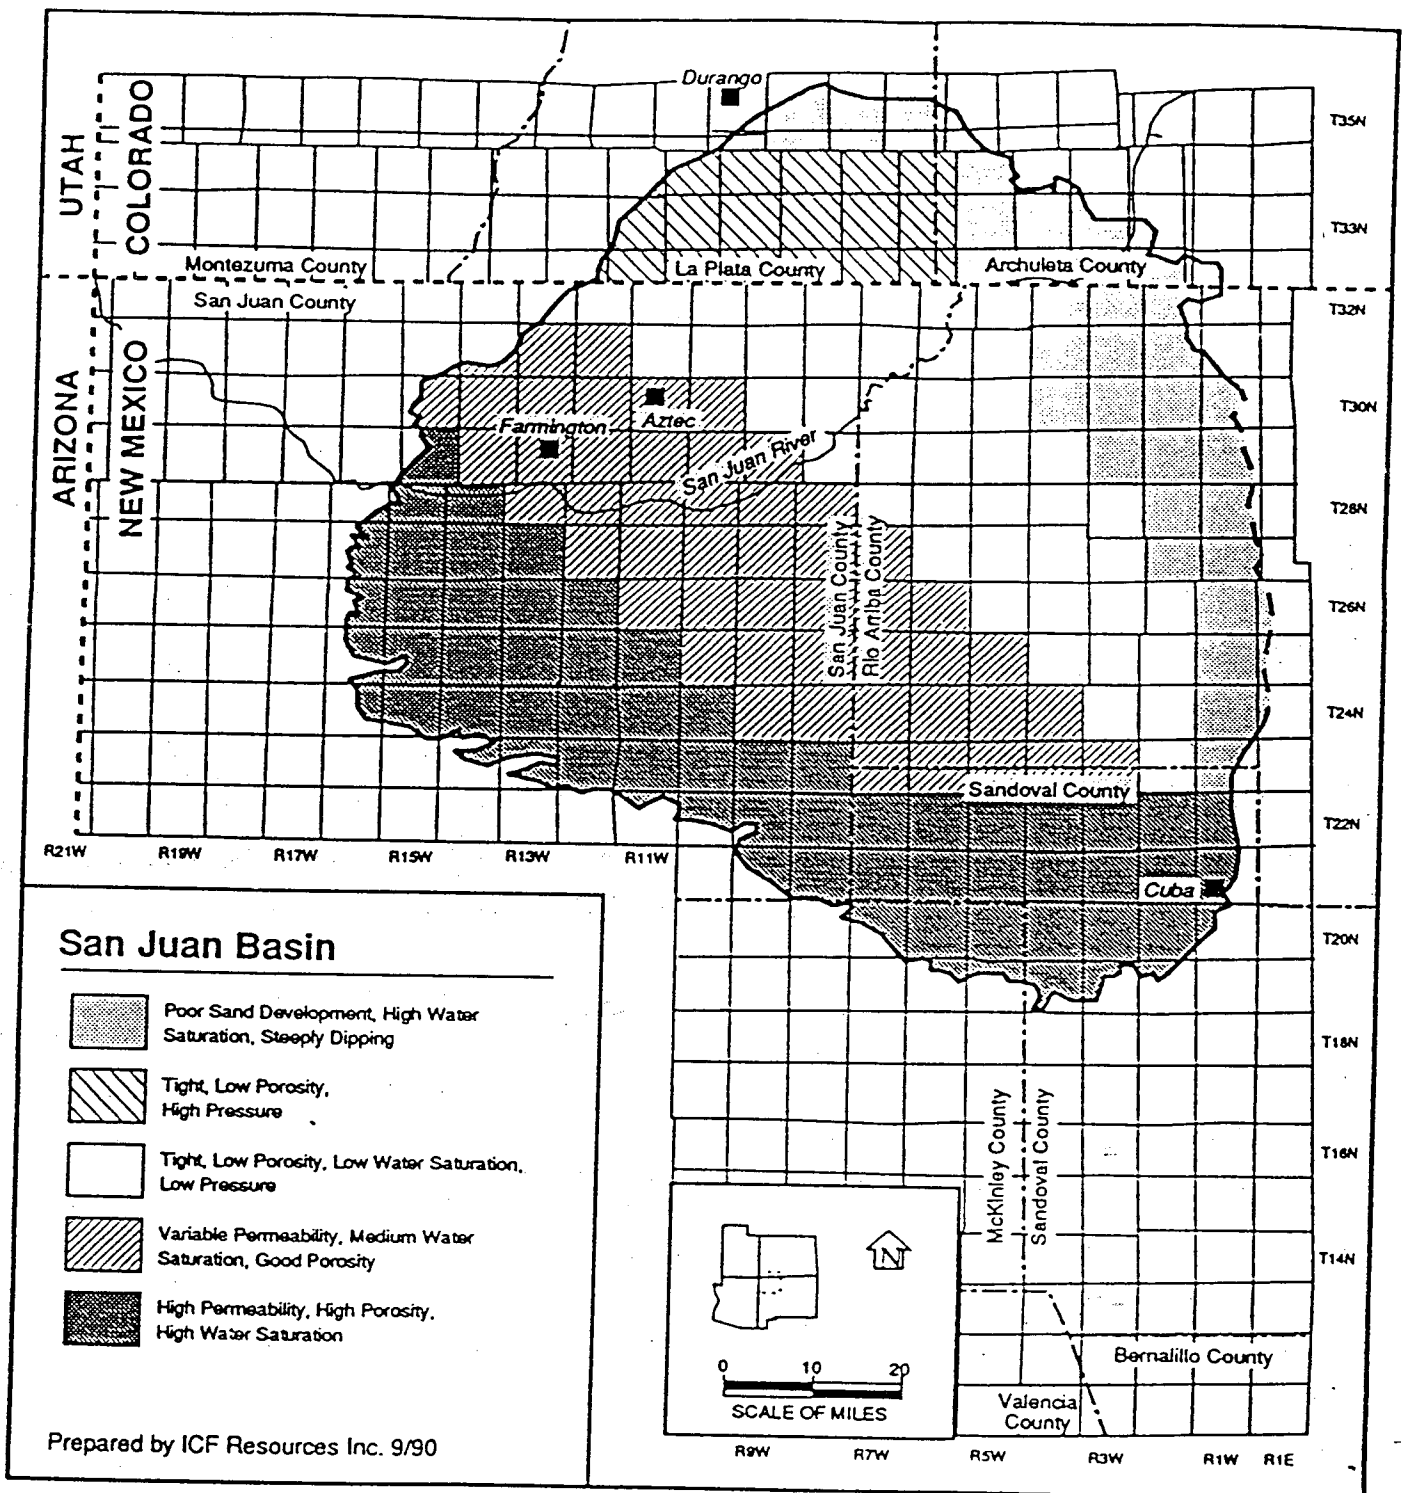 Durango
UTAH
COLORADO
T35N
T33N
Montezuma County
La Plata County
Archuleta County
San Juan County
T32N
ARIZONA
NEW MEXICO
T30N
Farmington
Aztec
San Juan River
T28N
San Juan County
Rio Arriba County
T26N
T24N
Sandoval County
T22N
R21W
R19W
R17W
R15W
R13W
R11W
Cuba
T20N
San Juan Basin
Poor Sand Development, High Water
Saturation, Steeply Dipping
Tight, Low Porosity,
High Pressure
Tight, Low Porosity, Low Water Saturation,
Low Pressure
Variable Permeability, Medium Water
Saturation, Good Porosity
High Permeability, High Porosity,
High Water Saturation
Prepared by ICF Resources Inc. 9/90
T18N
McKinley County
Sandoval County
T16N
T14N
N
0 10 20
SCALE OF MILES
Bernalillo County
Valencia
County
R9W
R7W
R5W
R3W
R1W
R1E